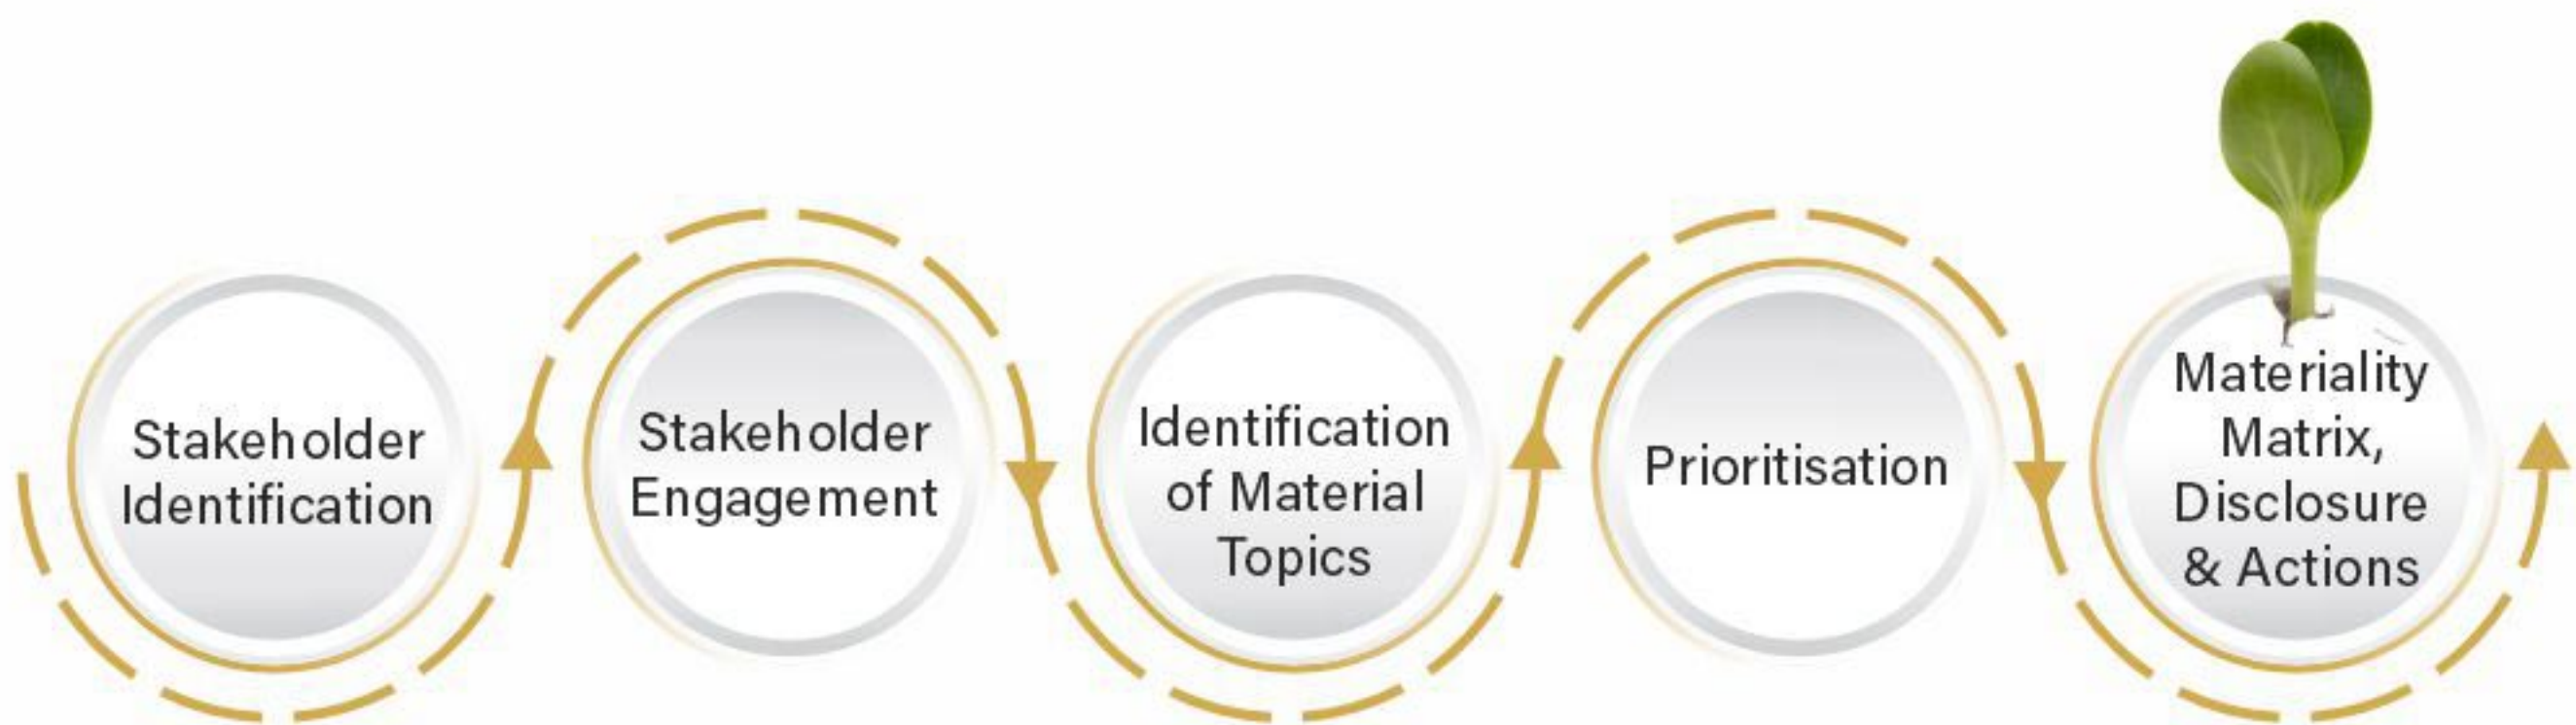 Stakeholder
Identification
Stakeholder
Engagement
Identification
of Material
Topics
Prioritisation
Materiality
Matrix,
Disclosure
& Actions